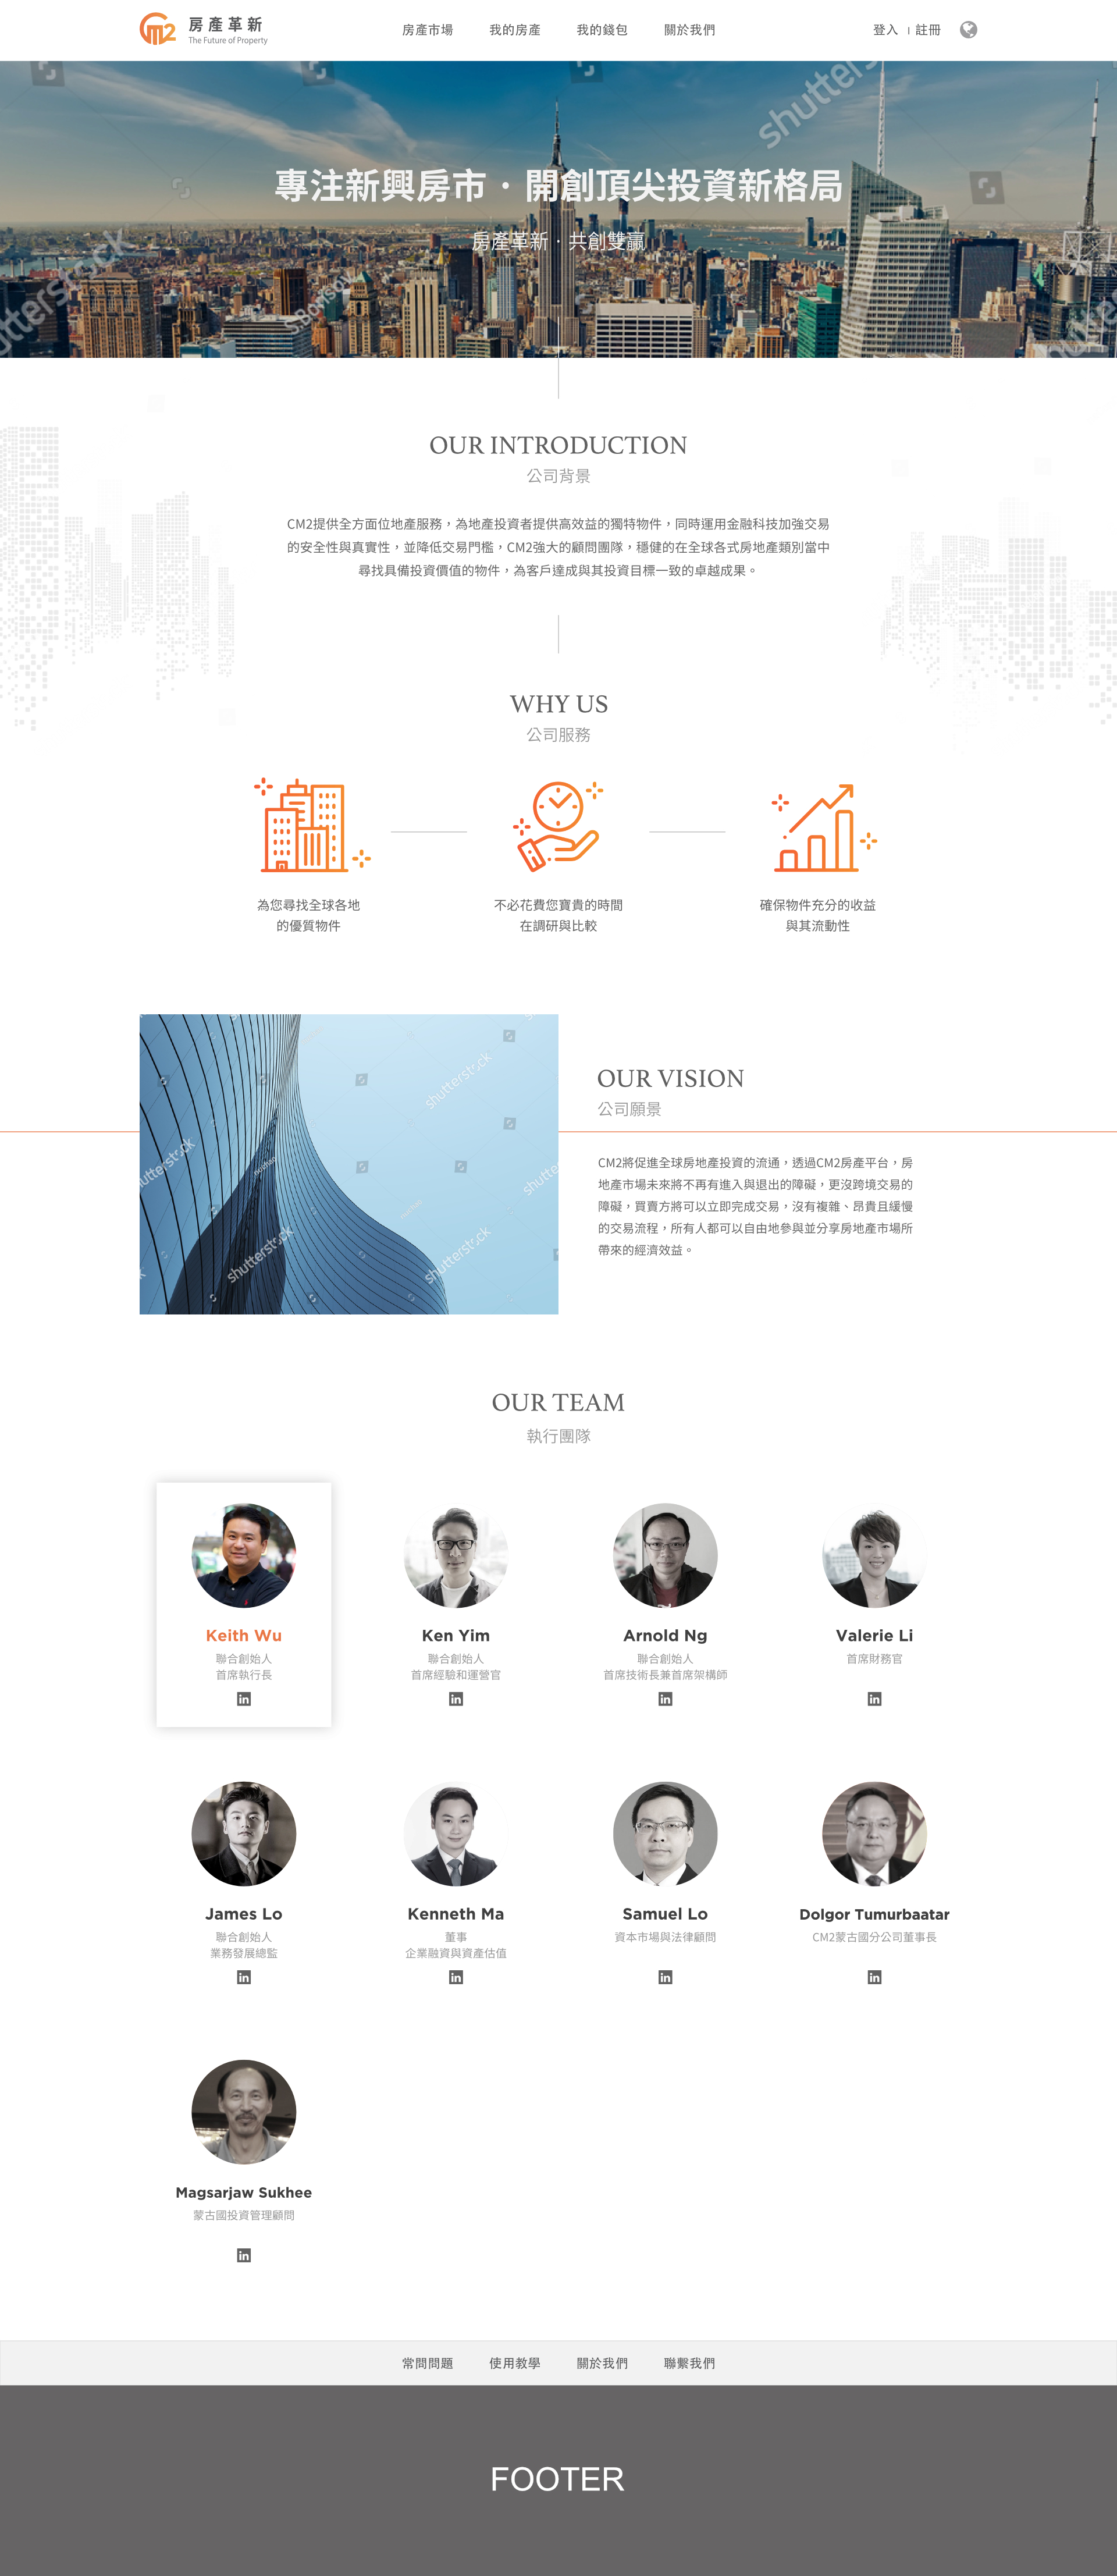 CM2 房產革新
The Future of Property
房產市場 我的房產 我的錢包 關於我們
登入 | 註冊
專注新興房市・開創頂尖投資新格局
房產革新・共創雙贏
shutterstock
OUR INTRODUCTION
公司背景
CM2提供全方面位地產服務，為地產投資者提供高效益的獨特物件，同時運用金融科技加強交易
的安全性與真實性，並降低交易門檻，CM2強大的顧問團隊，穩健的在全球各式房地產類別當中
尋找具備投資價值的物件，為客戶達成與其投資目標一致的卓越成果。
WHY US
公司服務
為您尋找全球各地
的優質物件
不必花費您寶貴的時間
在調研與比較
確保物件充分的收益
與其流動性
shutterstock
shutterstock
shutterstock
shutterstock
OUR VISION
公司願景
CM2將促進全球房地產投資的流通，透過CM2房產平台，房
地產市場未來將不再有進入與退出的障礙，更沒跨境交易的
障礙，買賣方將可以立即完成交易，沒有複雜、昂貴且緩慢
的交易流程，所有人都可以自由地參與並分享房地產市場所
帶來的經濟效益。
OUR TEAM
執行團隊
Keith Wu
聯合創始人
首席執行長
in
Ken Yim
聯合創始人
首席經驗和運營官
in
Arnold Ng
聯合創始人
首席技術長兼首席架構師
in
Valerie Li
首席財務官
in
James Lo
聯合創始人
業務發展總監
in
Kenneth Ma
董事
企業融資與資產估值
in
Samuel Lo
資本市場與法律顧問
in
Dolgor Tumurbaatar
CM2蒙古國分公司董事長
in
Magsarjaw Sukhee
蒙古國投資管理顧問
in
常問問題 使用教學 關於我們 聯繫我們
FOOTER